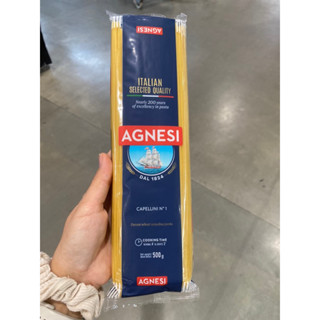 AGNESI
ITALIAN
SELECTED QUALITY
Nearly 200 years
of excellence in pasta
AGNESI
DAL 1824
CAPELLINI N° 1
COOKING TIME
500 g
AGNESI